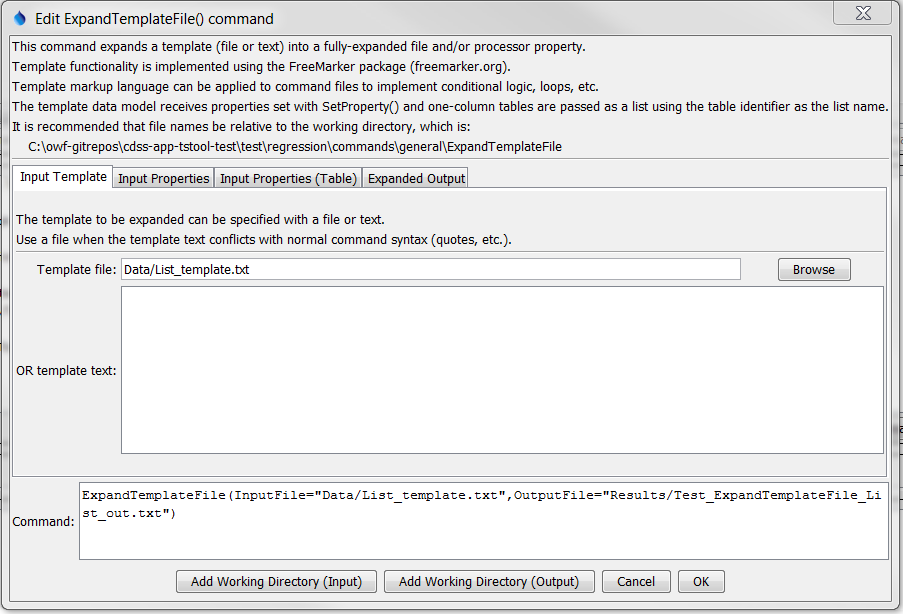 Edit ExpandTemplateFile() command
This command expands a template (file or text) into a fully-expanded file and/or processor property.
Template functionality is implemented using the FreeMarker package (freemarker.org).
Template markup language can be applied to command files to implement conditional logic, loops, etc.
The template data model receives properties set with SetProperty() and one-column tables are passed as a list using the table identifier as the list name.
It is recommended that file names be relative to the working directory, which is:
C:\owf-gitrepos\cdss-app-tstool-test\test\regression\commands\general\ExpandTemplateFile
Input Template Input Properties Input Properties (Table) Expanded Output
The template to be expanded can be specified with a file or text.
Use a file when the template text conflicts with normal command syntax (quotes, etc.).
Template file: Data/List_template.txt Browse
OR template text:
ExpandTemplateFile(InputFile="Data/List_template.txt",OutputFile="Results/Test_ExpandTemplateFile_Li
st_out.txt")
Command:
Add Working Directory (Input) Add Working Directory (Output) Cancel OK